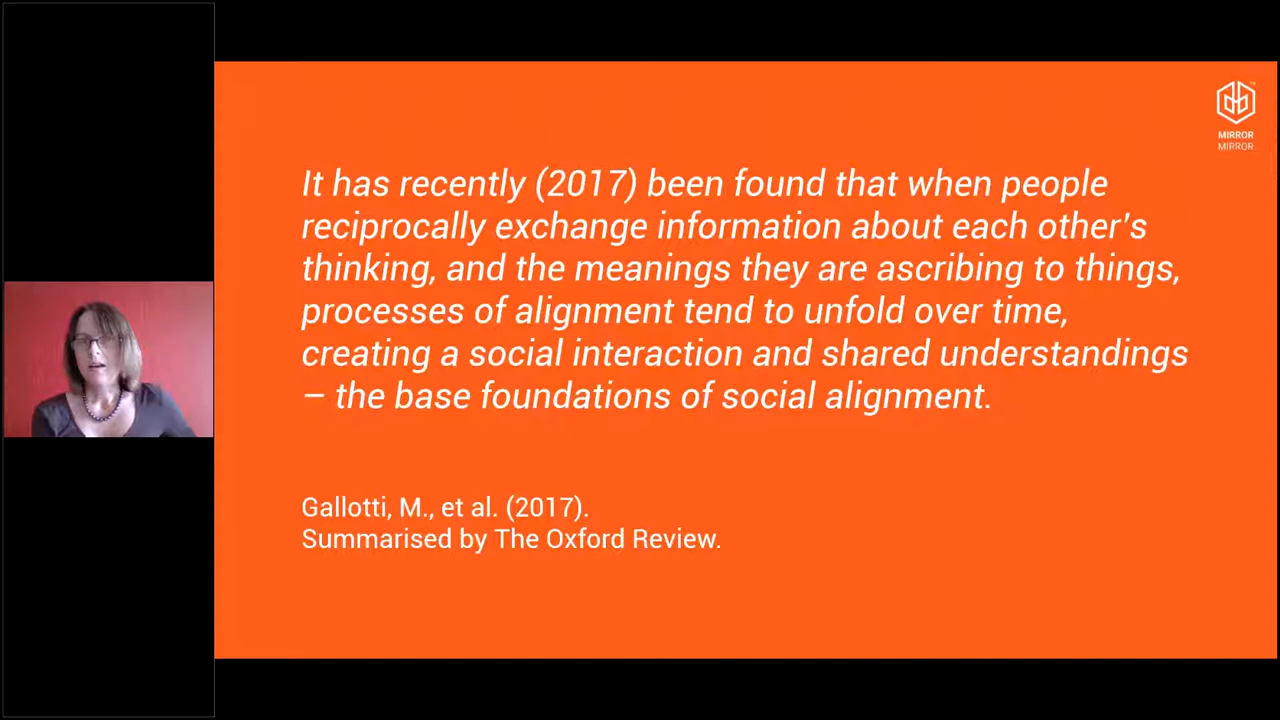 MIRROR
MIRROR
It has recently (2017) been found that when people
reciprocally exchange information about each other's
thinking, and the meanings they are ascribing to things,
processes of alignment tend to unfold over time,
creating a social interaction and shared understandings
– the base foundations of social alignment.
Gallotti, M., et al. (2017).
Summarised by The Oxford Review.